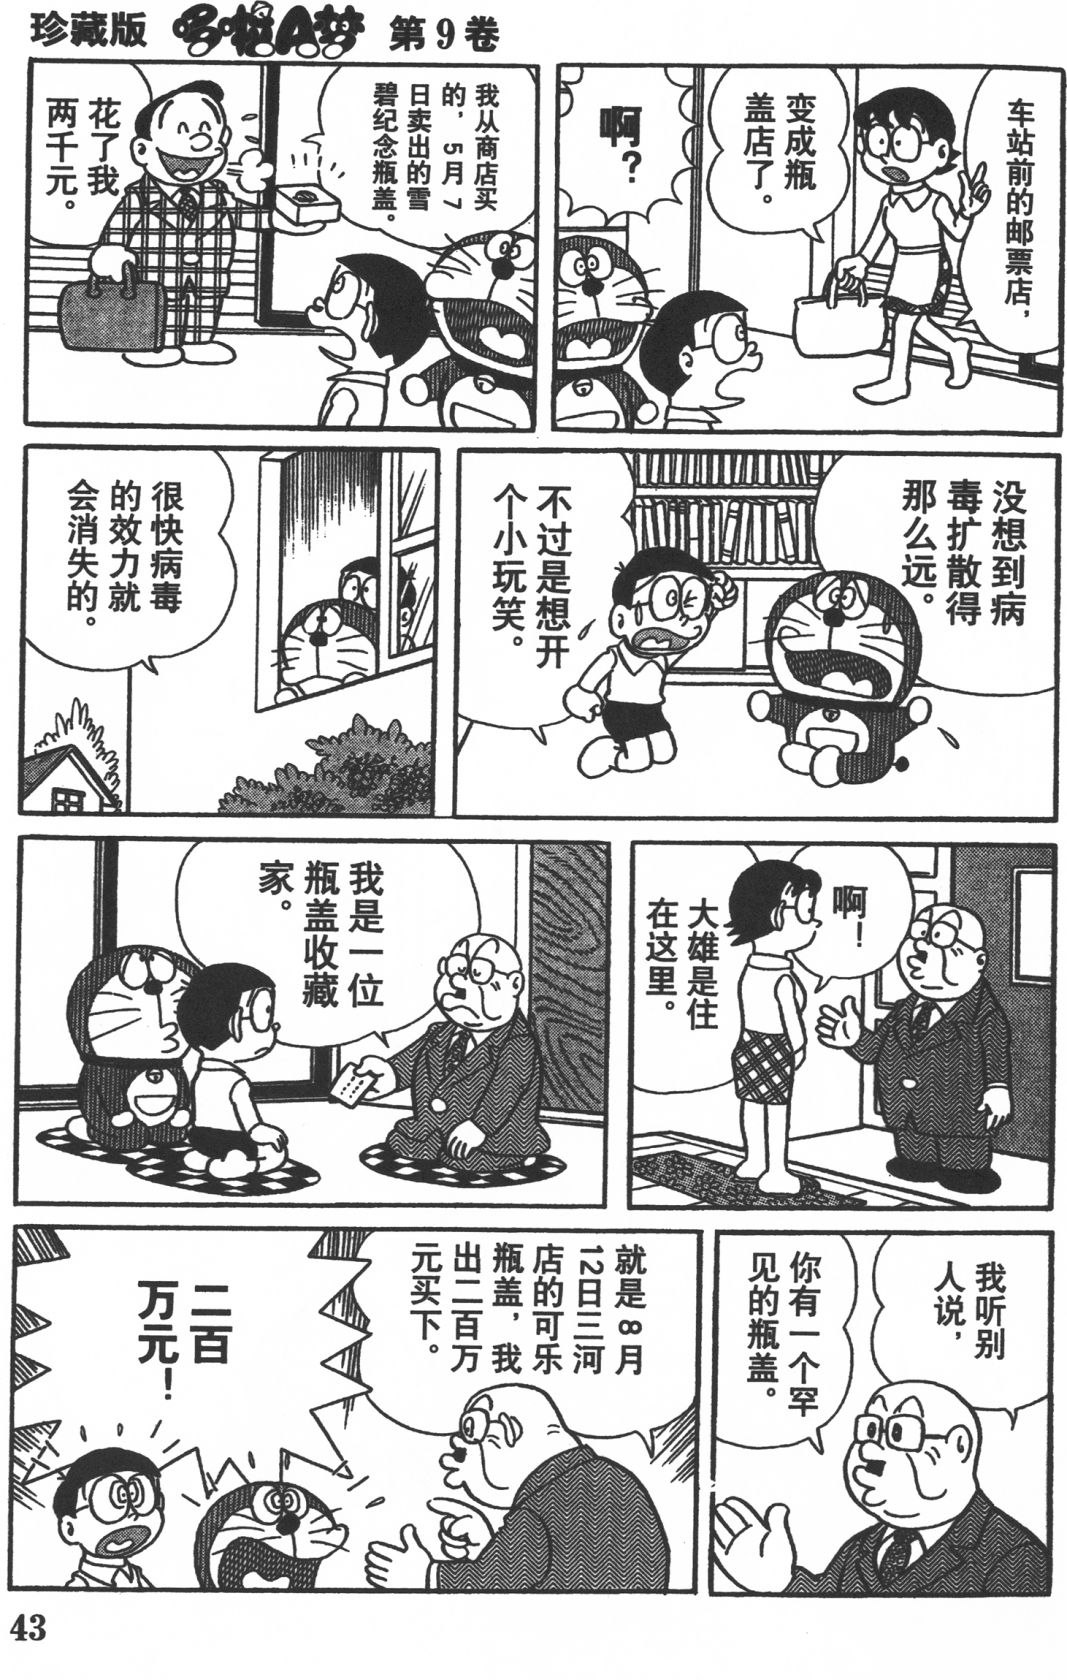 珍藏版 哆啦A梦 第9卷
车站前的邮票店，
变成瓶
盖店了。
啊？
我从商店买
的，5月7
日卖出的雪
碧纪念瓶盖。
花了我
两千元。
没想到病
毒扩散得
那么远。
不过是想开
个小玩笑。
很快病毒
的效力就
会消失的。
啊！
大雄是住
在这里。
我是一位
瓶盖收藏
家。
我听别
人说，
你有一个罕
见的瓶盖。
就是8月
12日三河
店的可乐
瓶盖，我
出二百万
元买下。
二百
万元！
43